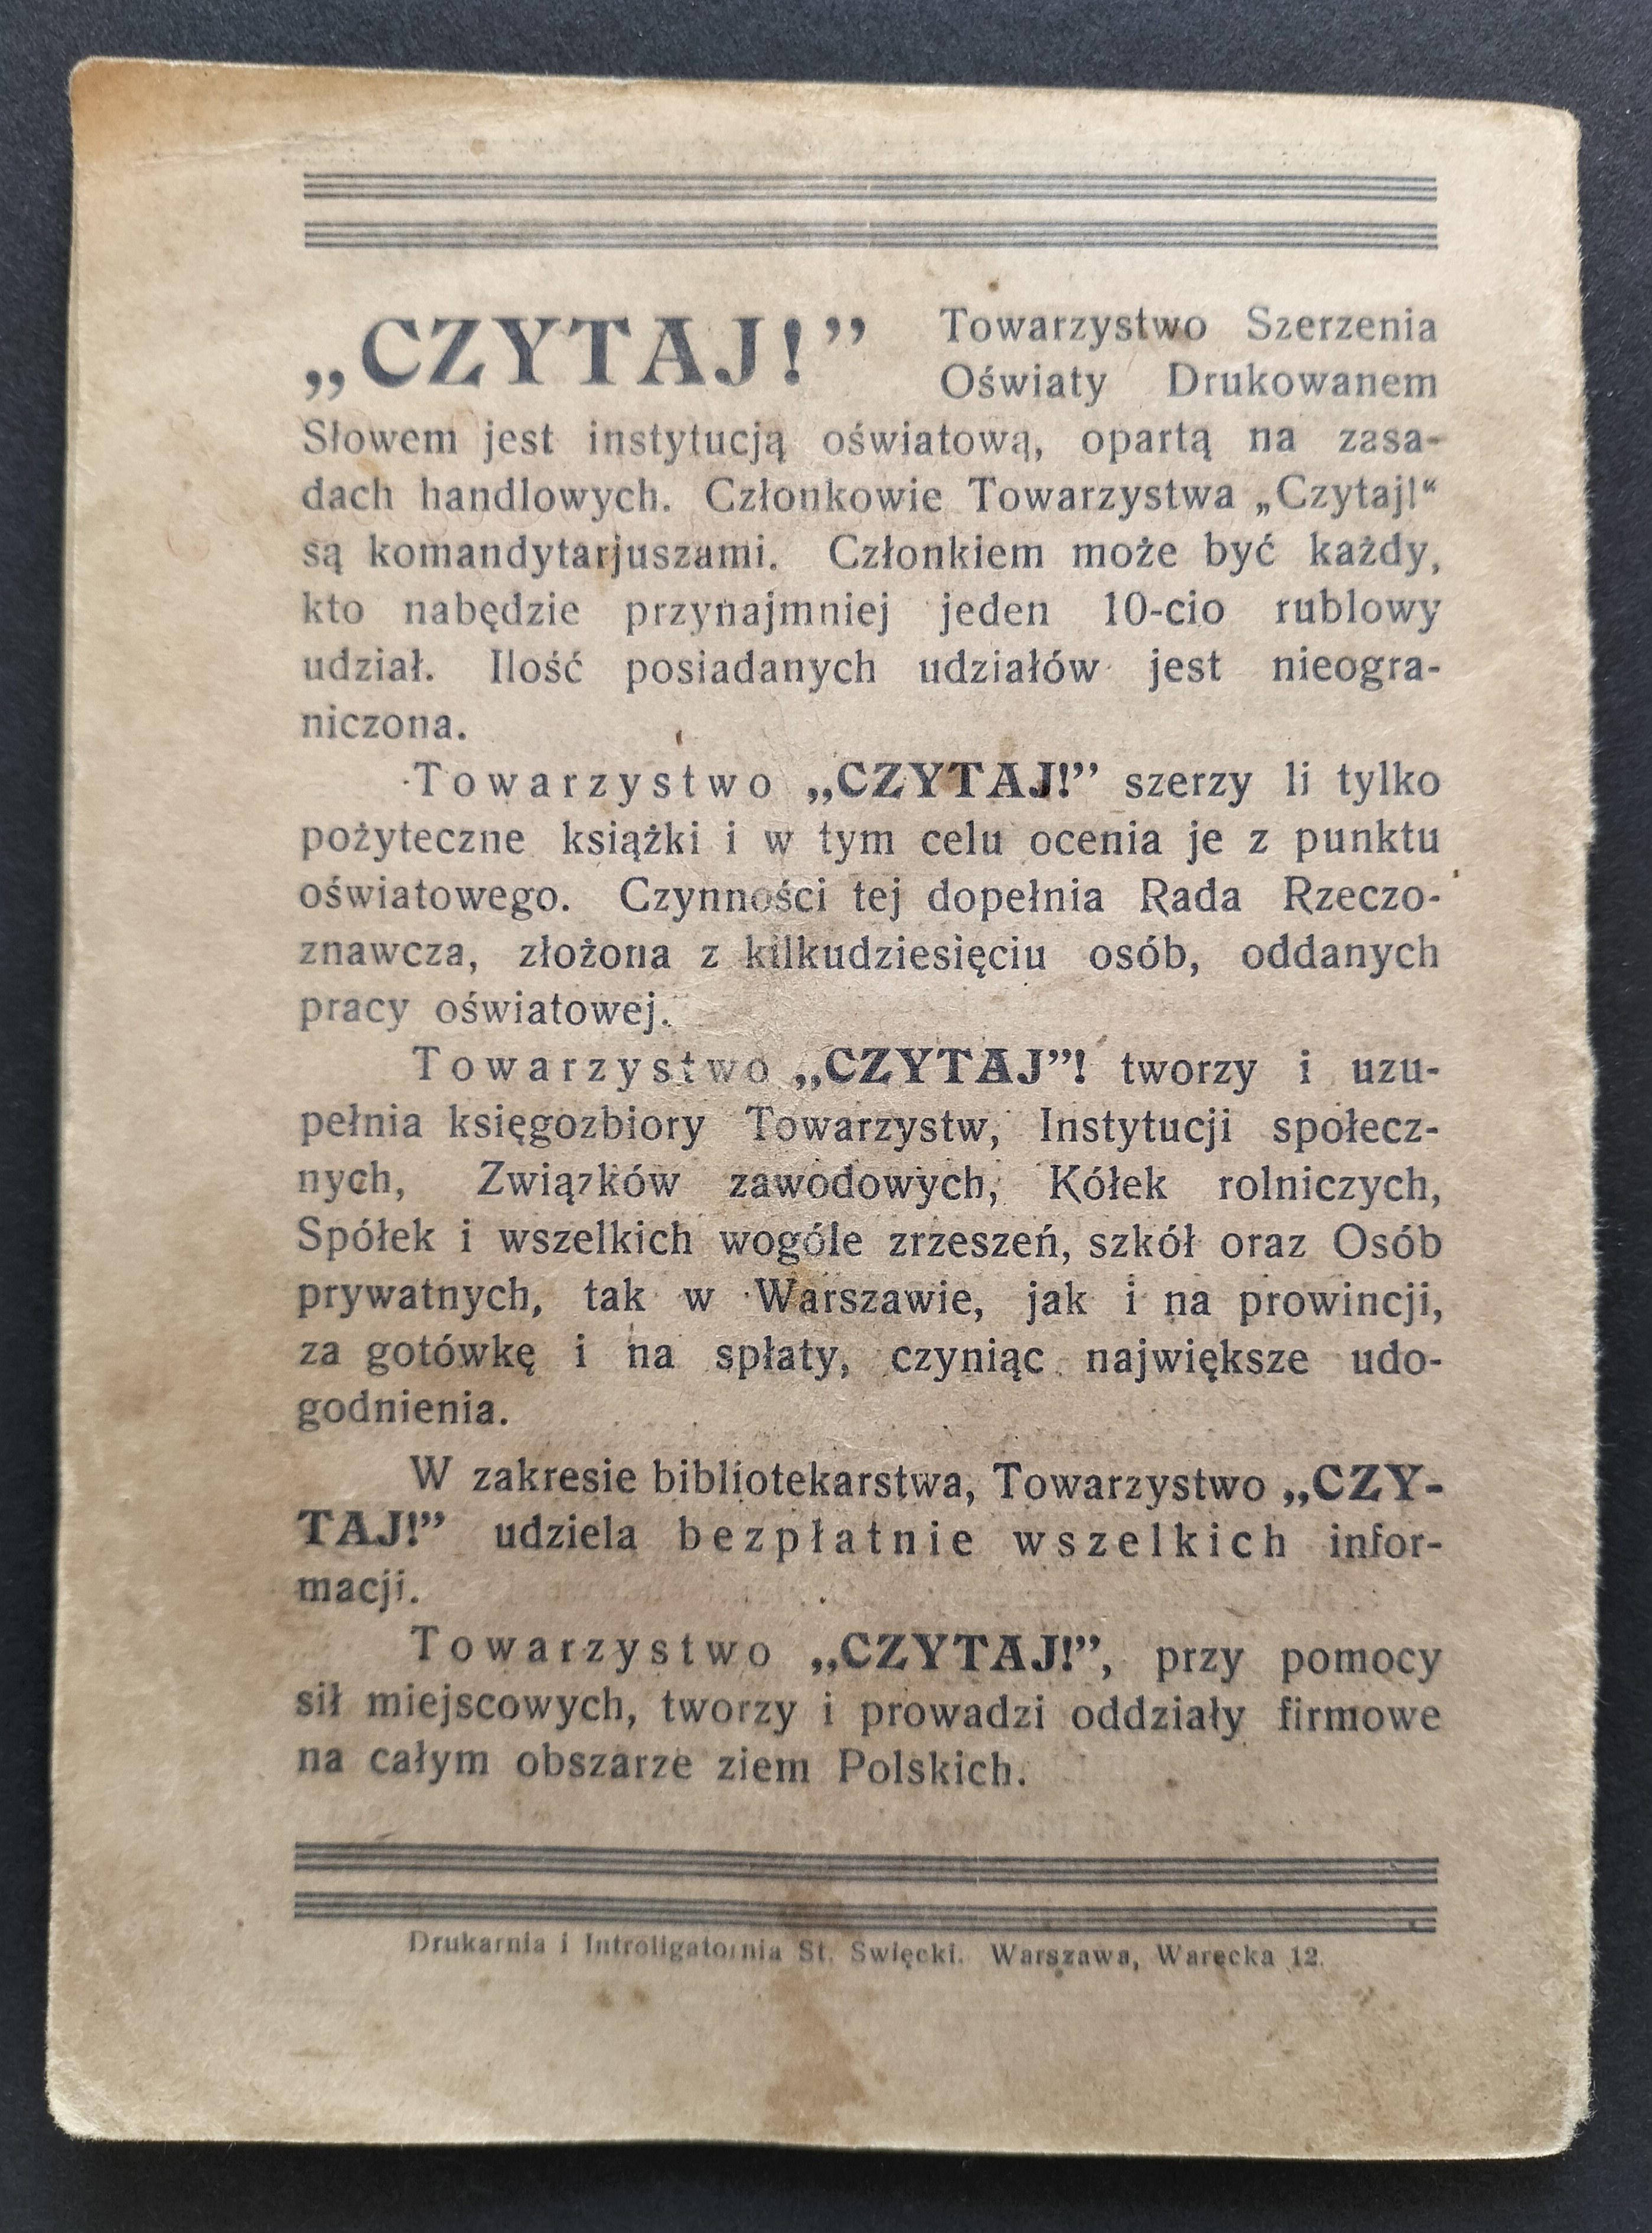 „CZYTAJ!” Towarzystwo Szerzenia
Oświaty Drukowanem
Słowem jest instytucją oświatową, opartą na zasa-
dach handlowych. Członkowie Towarzystwa „Czytaj!“
są komandytarjuszami. Członkiem może być każdy,
kto nabędzie przynajmniej jeden 10-cio rublowy
udział. Ilość posiadanych udziałów jest nieogra-
niczona.
Towarzystwo „CZYTAJ!” szerzy li tylko
pożyteczne książki i w tym celu ocenia je z punktu
oświatowego. Czynności tej dopełnia Rada Rzeczo-
znawcza, złożona z kilkudziesięciu osób, oddanych
pracy oświatowej.
Towarzystwo „CZYTAJ”! tworzy i uzu-
pełnia księgozbiory Towarzystw, Instytucji społecz-
nych, Związków zawodowych, Kółek rolniczych,
Spółek i wszelkich wogóle zrzeszeń, szkół oraz Osób
prywatnych, tak w Warszawie, jak i na prowincji,
za gotówkę i na spłaty, czyniąc największe udo-
godnienia.
W zakresie bibliotekarstwa, Towarzystwo „CZY-
TAJ!” udziela bezpłatnie wszelkich infor-
macji.
Towarzystwo „CZYTAJ!”, przy pomocy
sił miejscowych, tworzy i prowadzi oddziały firmowe
na całym obszarze ziem Polskich.
Drukarnia i Introligatornia St. Święcki. Warszawa, Warecka 12.